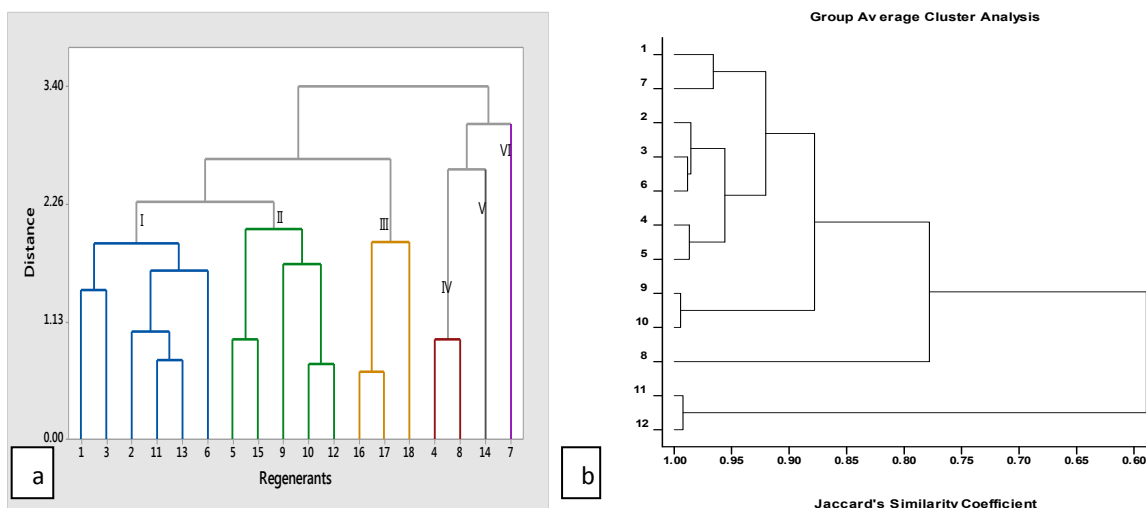 3.40
2.26
1.13
0.00
Distance
I
II
III
IV
V
VI
1 3 2 11 13 6 5 15 9 10 12 16 17 18 4 8 14 7
Regenerants
a
Group Average Cluster Analysis
1
7
2
3
6
4
5
9
10
8
11
12
1.00 0.95 0.90 0.85 0.80 0.75 0.70 0.65 0.60
Jaccard's Similarity Coefficient
b